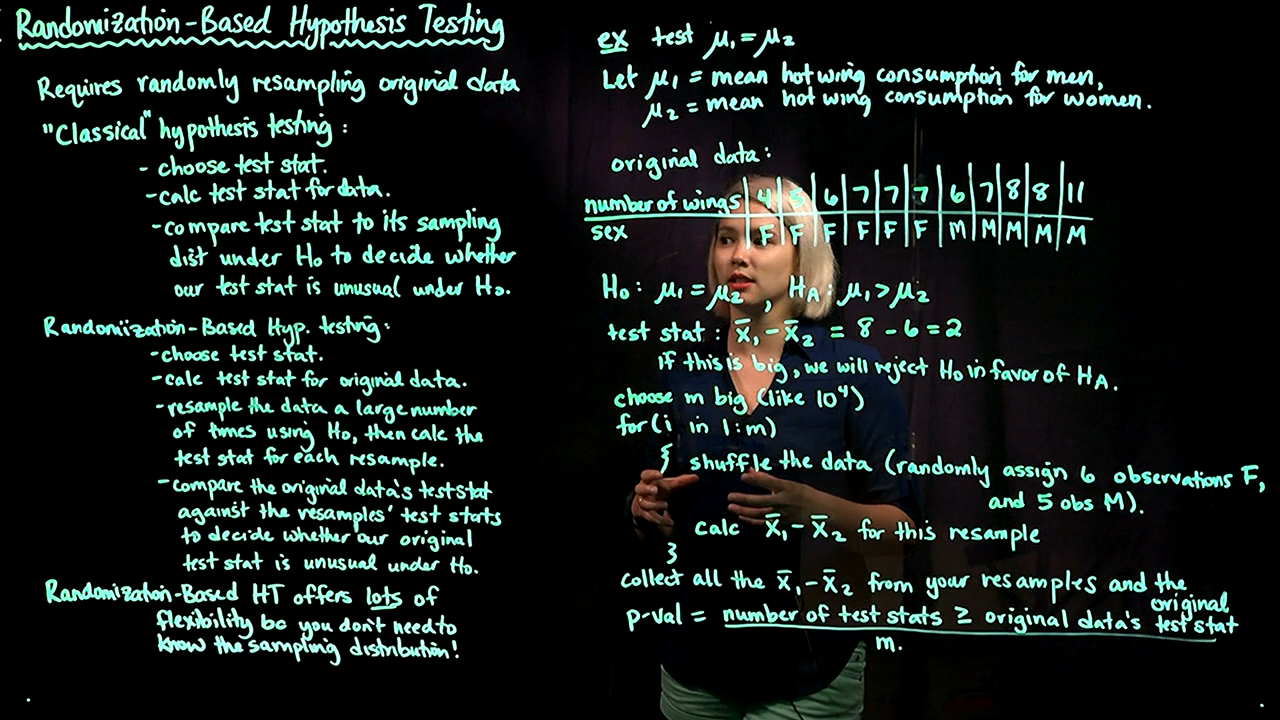 Randomization-Based Hypothesis Testing
Requires randomly resampling original data
"Classical" hypothesis testing:
- choose test stat.
- calc test stat for data.
- compare test stat to its sampling
dist under H₀ to decide whether
our test stat is unusual under H₀.
Randomiization-Based Hyp. testing:
- choose test stat.
- calc test stat for original data.
- resample the data a large number
of times using H₀, then calc the
test stat for each resample.
- compare the original data's test stat
against the resamples' test stats
to decide whether our original
test stat is unusual under H₀.
Randomization-Based HT offers lots of
flexibility bc you don't need to
know the sampling distribution!
ex test μ₁ = μ₂
Let μ₁ = mean hot wing consumption for men,
μ₂ = mean hot wing consumption for women.
original data:
number of wings | 4 | 5 | 6 | 7 | 7 | 7 | 6 | 7 | 8 | 8 | 11
sex | F | F | F | F | F | F | M | M | M | M | M
H₀: μ₁ = μ₂ , H_A: μ₁ > μ₂
test stat: x̄₁ - x̄₂ = 8 - 6 = 2
If this is big, we will reject H₀ in favor of H_A.
choose m big (like 10⁴)
for(i in 1:m)
{ shuffle the data (randomly assign 6 observations F,
and 5 obs M).
calc x̄₁ - x̄₂ for this resample
}
collect all the x̄₁ - x̄₂ from your resamples and the
original
p-val = number of test stats ≥ original data's test stat
m.